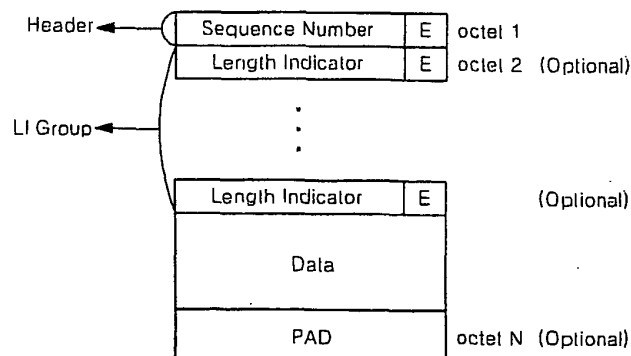 Header Sequence Number E octet 1
Length Indicator E octet 2 (Optional)
LI Group
Length Indicator E (Optional)
Data
PAD octet N (Optional)